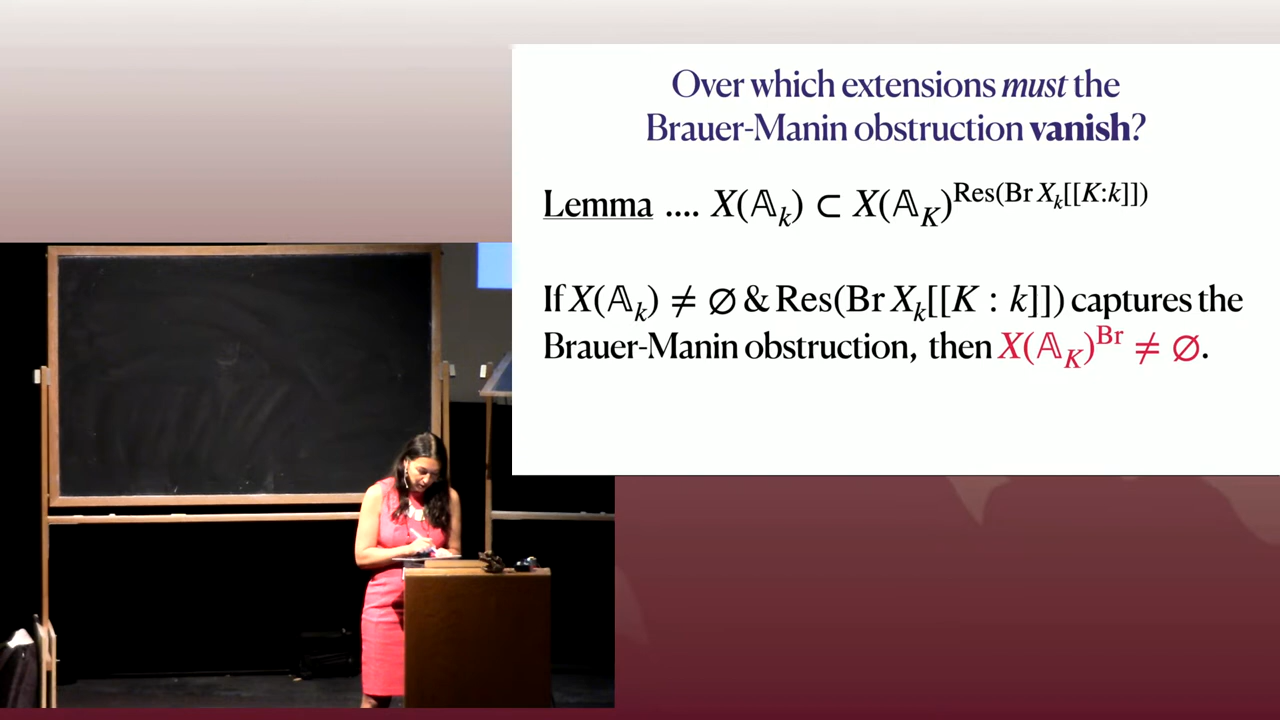 Over which extensions must the
Brauer-Manin obstruction vanish?
Lemma .... X(𝔸_k) ⊂ X(𝔸_K)^{Res(Br X_k[[K:k]])}
If X(𝔸_k) ≠ ∅ & Res(Br X_k[[K : k]]) captures the
Brauer-Manin obstruction, then X(𝔸_K)^{Br} ≠ ∅.